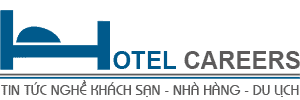 HOTEL CAREERS
TIN TỨC NGHỀ KHÁCH SẠN - NHÀ HÀNG - DU LỊCH